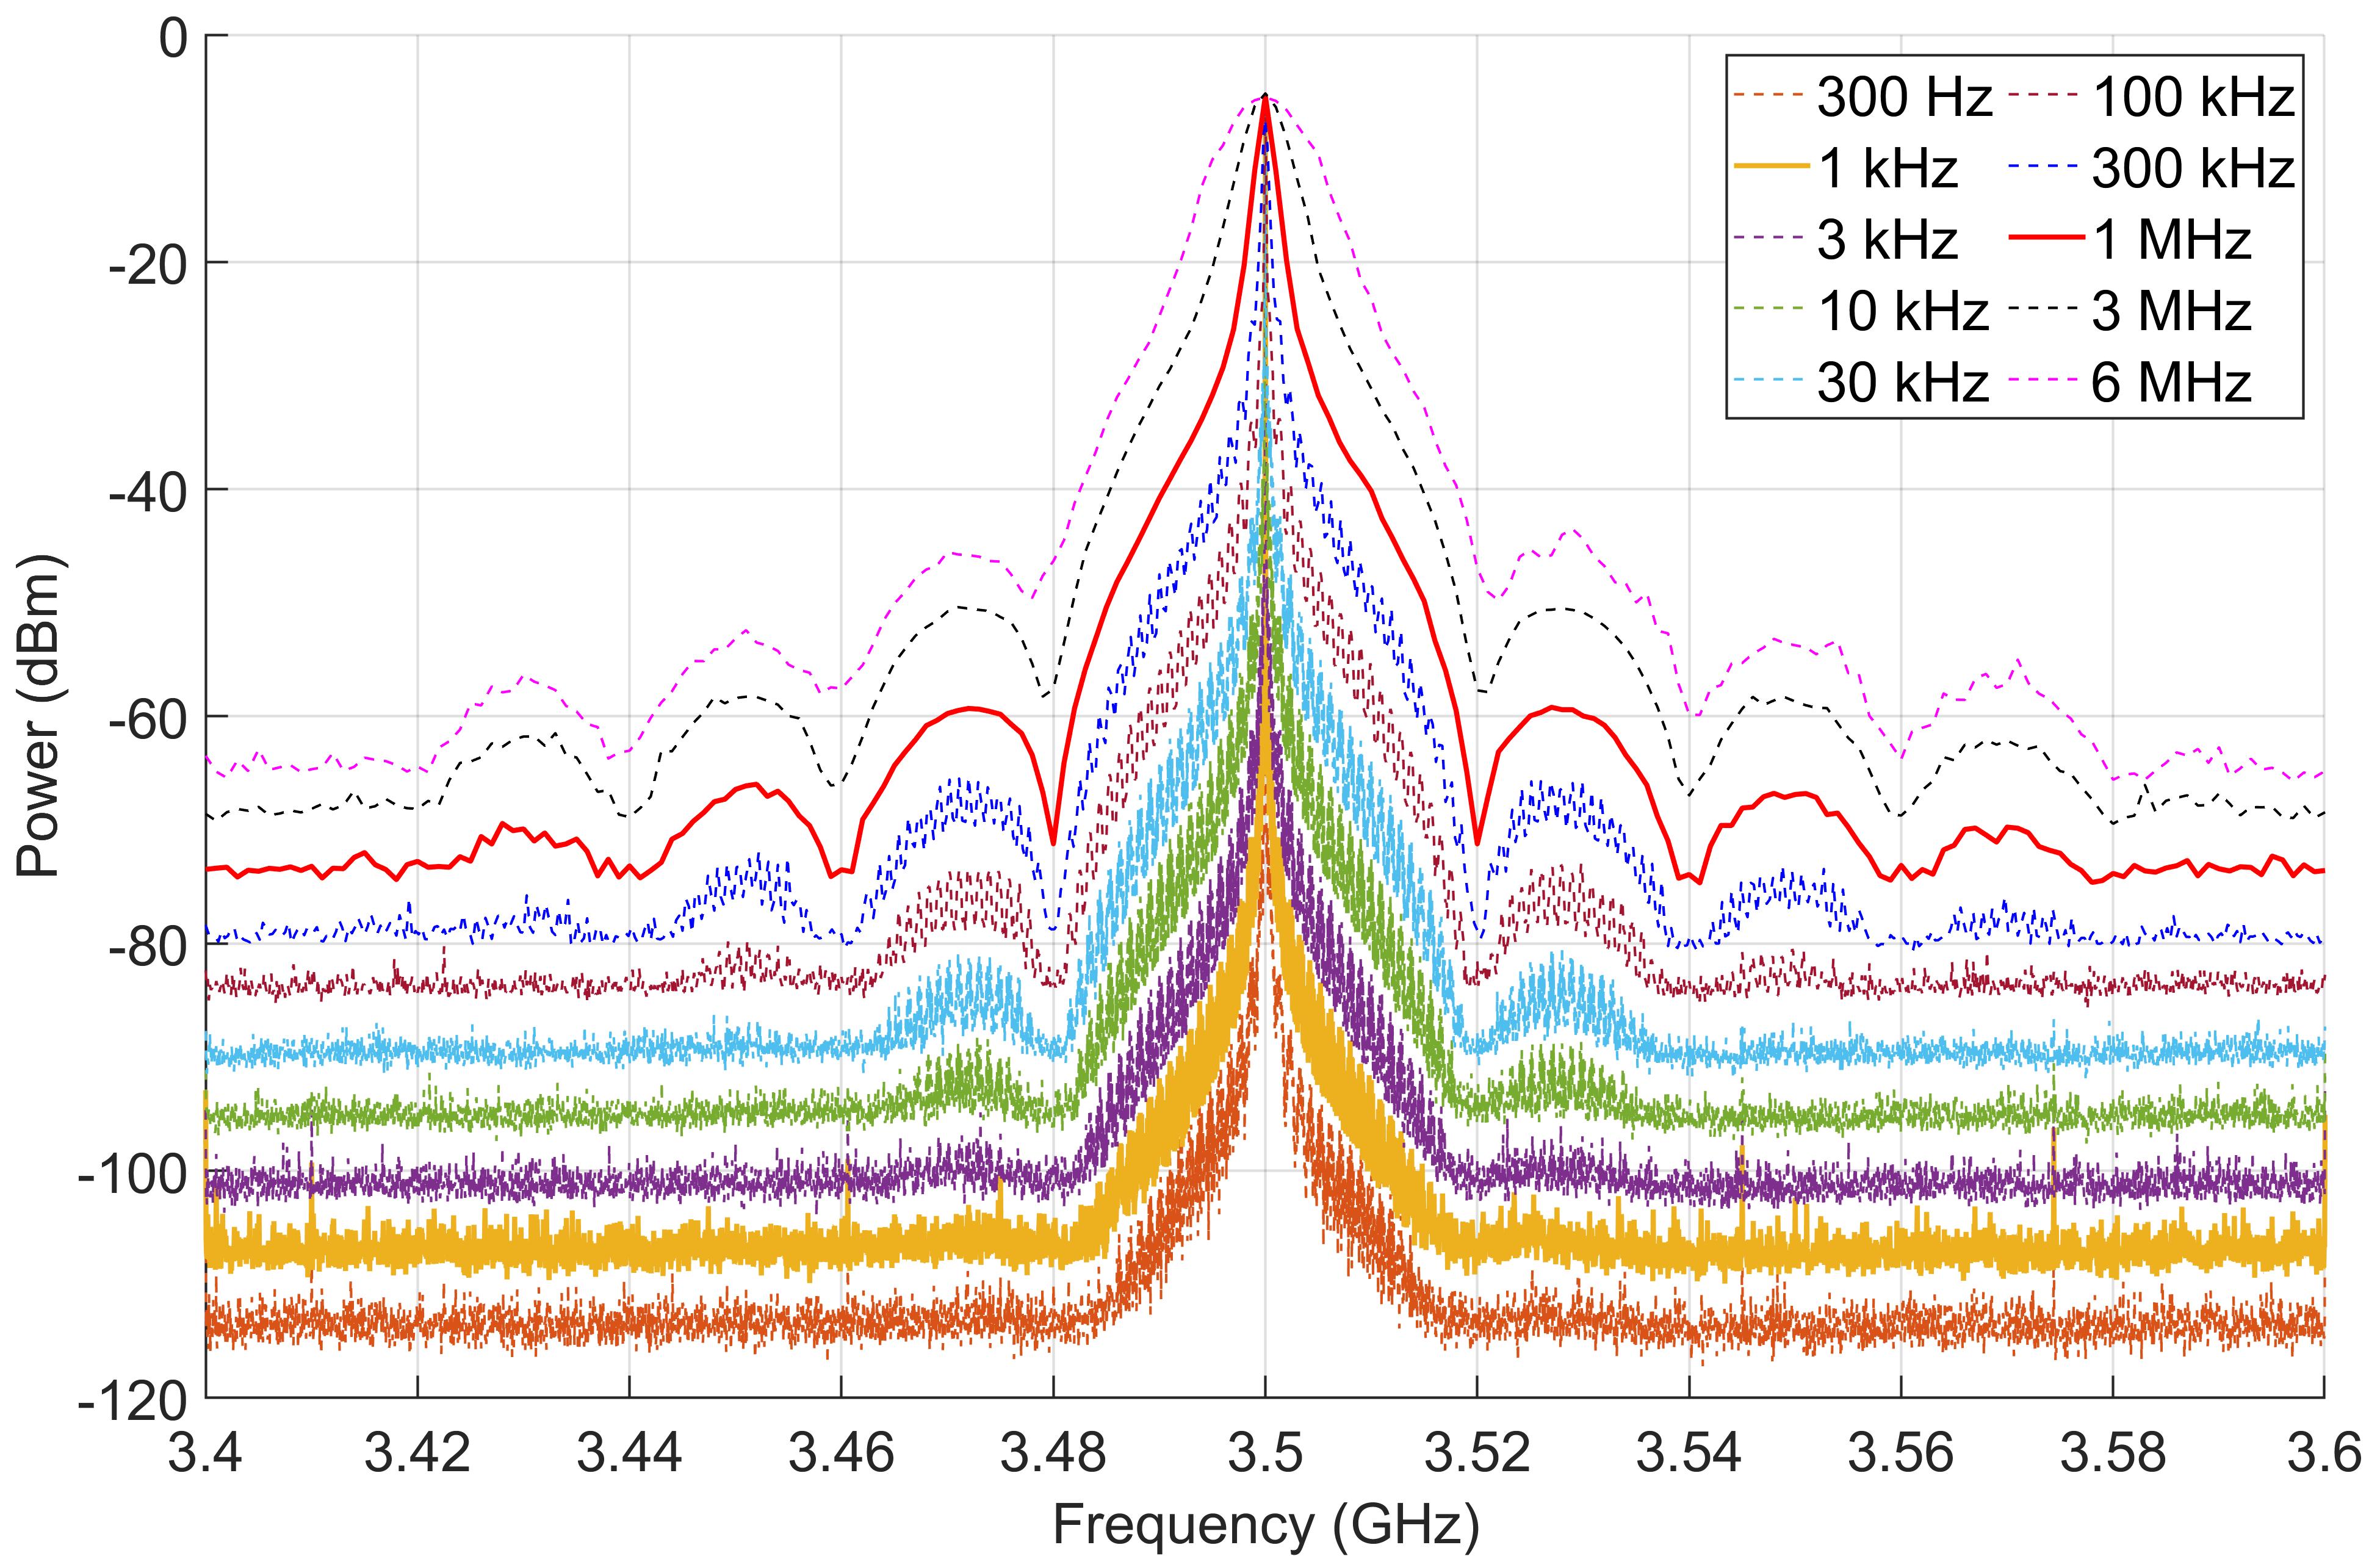 0
-20
-40
-60
-80
-100
-120
Power (dBm)
3.4
3.42
3.44
3.46
3.48
3.5
3.52
3.54
3.56
3.58
3.6
Frequency (GHz)
300 Hz
1 kHz
3 kHz
10 kHz
30 kHz
100 kHz
300 kHz
1 MHz
3 MHz
6 MHz